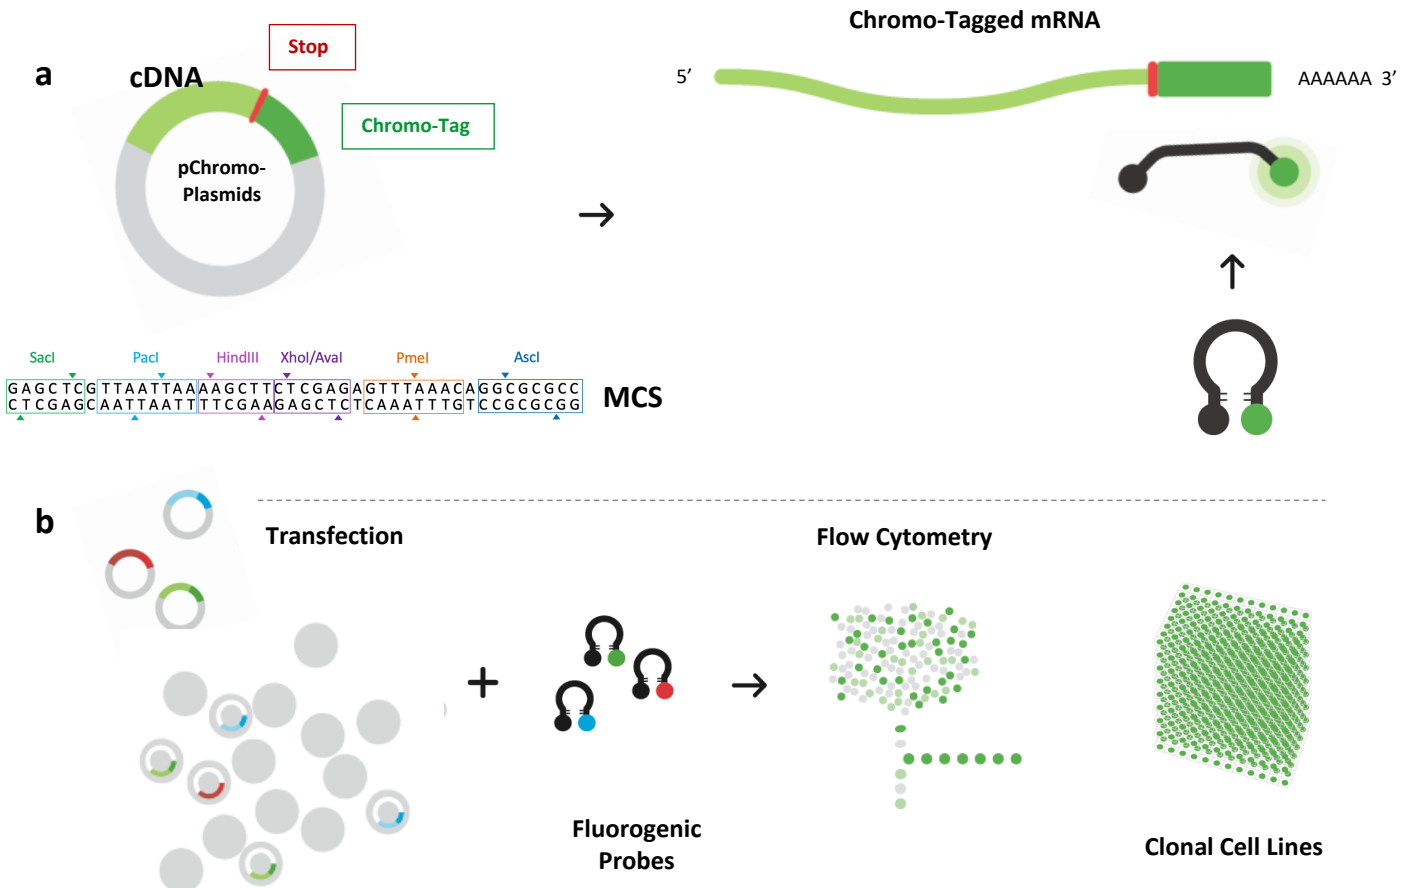 a
cDNA
Stop
Chromo-Tag
pChromo-
Plasmids
Chromo-Tagged mRNA
5’
AAAAAA 3’
SacI
PacI
HindIII
XhoI/AvaI
PmeI
AscI
GAGCTCGTTAATTAAAAGCTTCTCGAGAGTTTAAACAGGCGCGCC
CTCGAGCAATTAATTTTCGAAGAGCTCTCAAATTTGTCCGCGCGG
MCS
b
Transfection
Flow Cytometry
Fluorogenic
Probes
Clonal Cell Lines